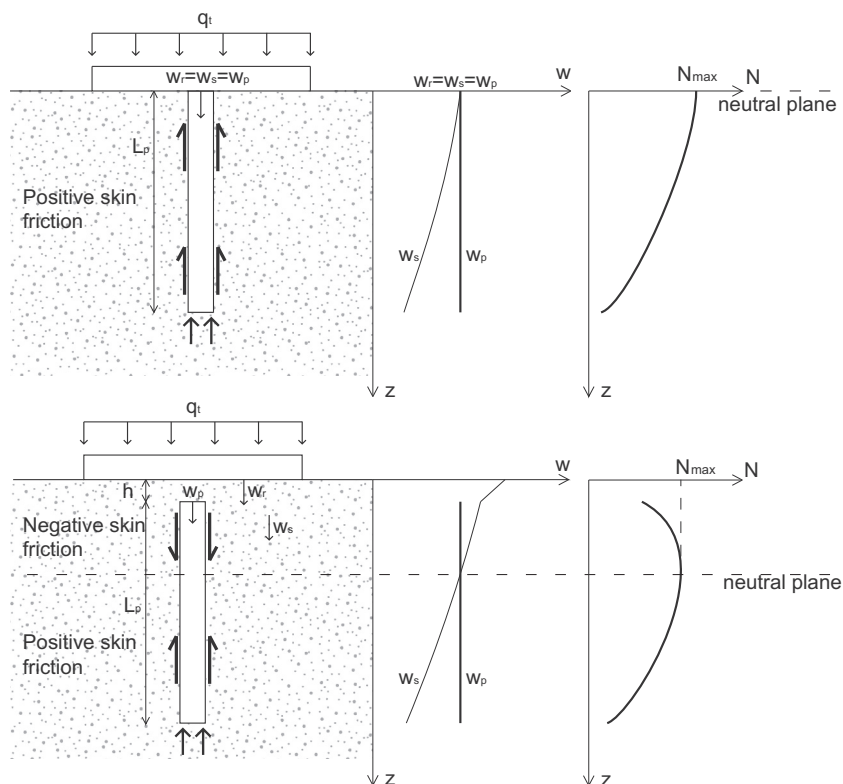 qt
wr=ws=wp
wr=ws=wp
w
Nmax
N
neutral plane
Lp
Positive skin
friction
ws
wp
z
z
qt
w
Nmax
N
h
wp
wr
Negative skin
friction
ws
neutral plane
Lp
Positive skin
friction
ws
wp
z
z